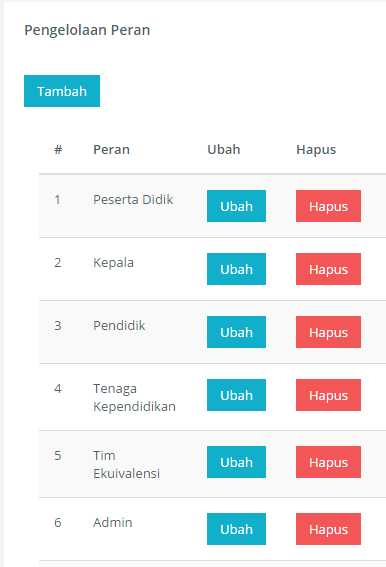 Pengelolaan Peran
Tambah
# Peran Ubah Hapus
1 Peserta Didik Ubah Hapus
2 Kepala Ubah Hapus
3 Pendidik Ubah Hapus
4 Tenaga Kependidikan Ubah Hapus
5 Tim Ekuivalensi Ubah Hapus
6 Admin Ubah Hapus